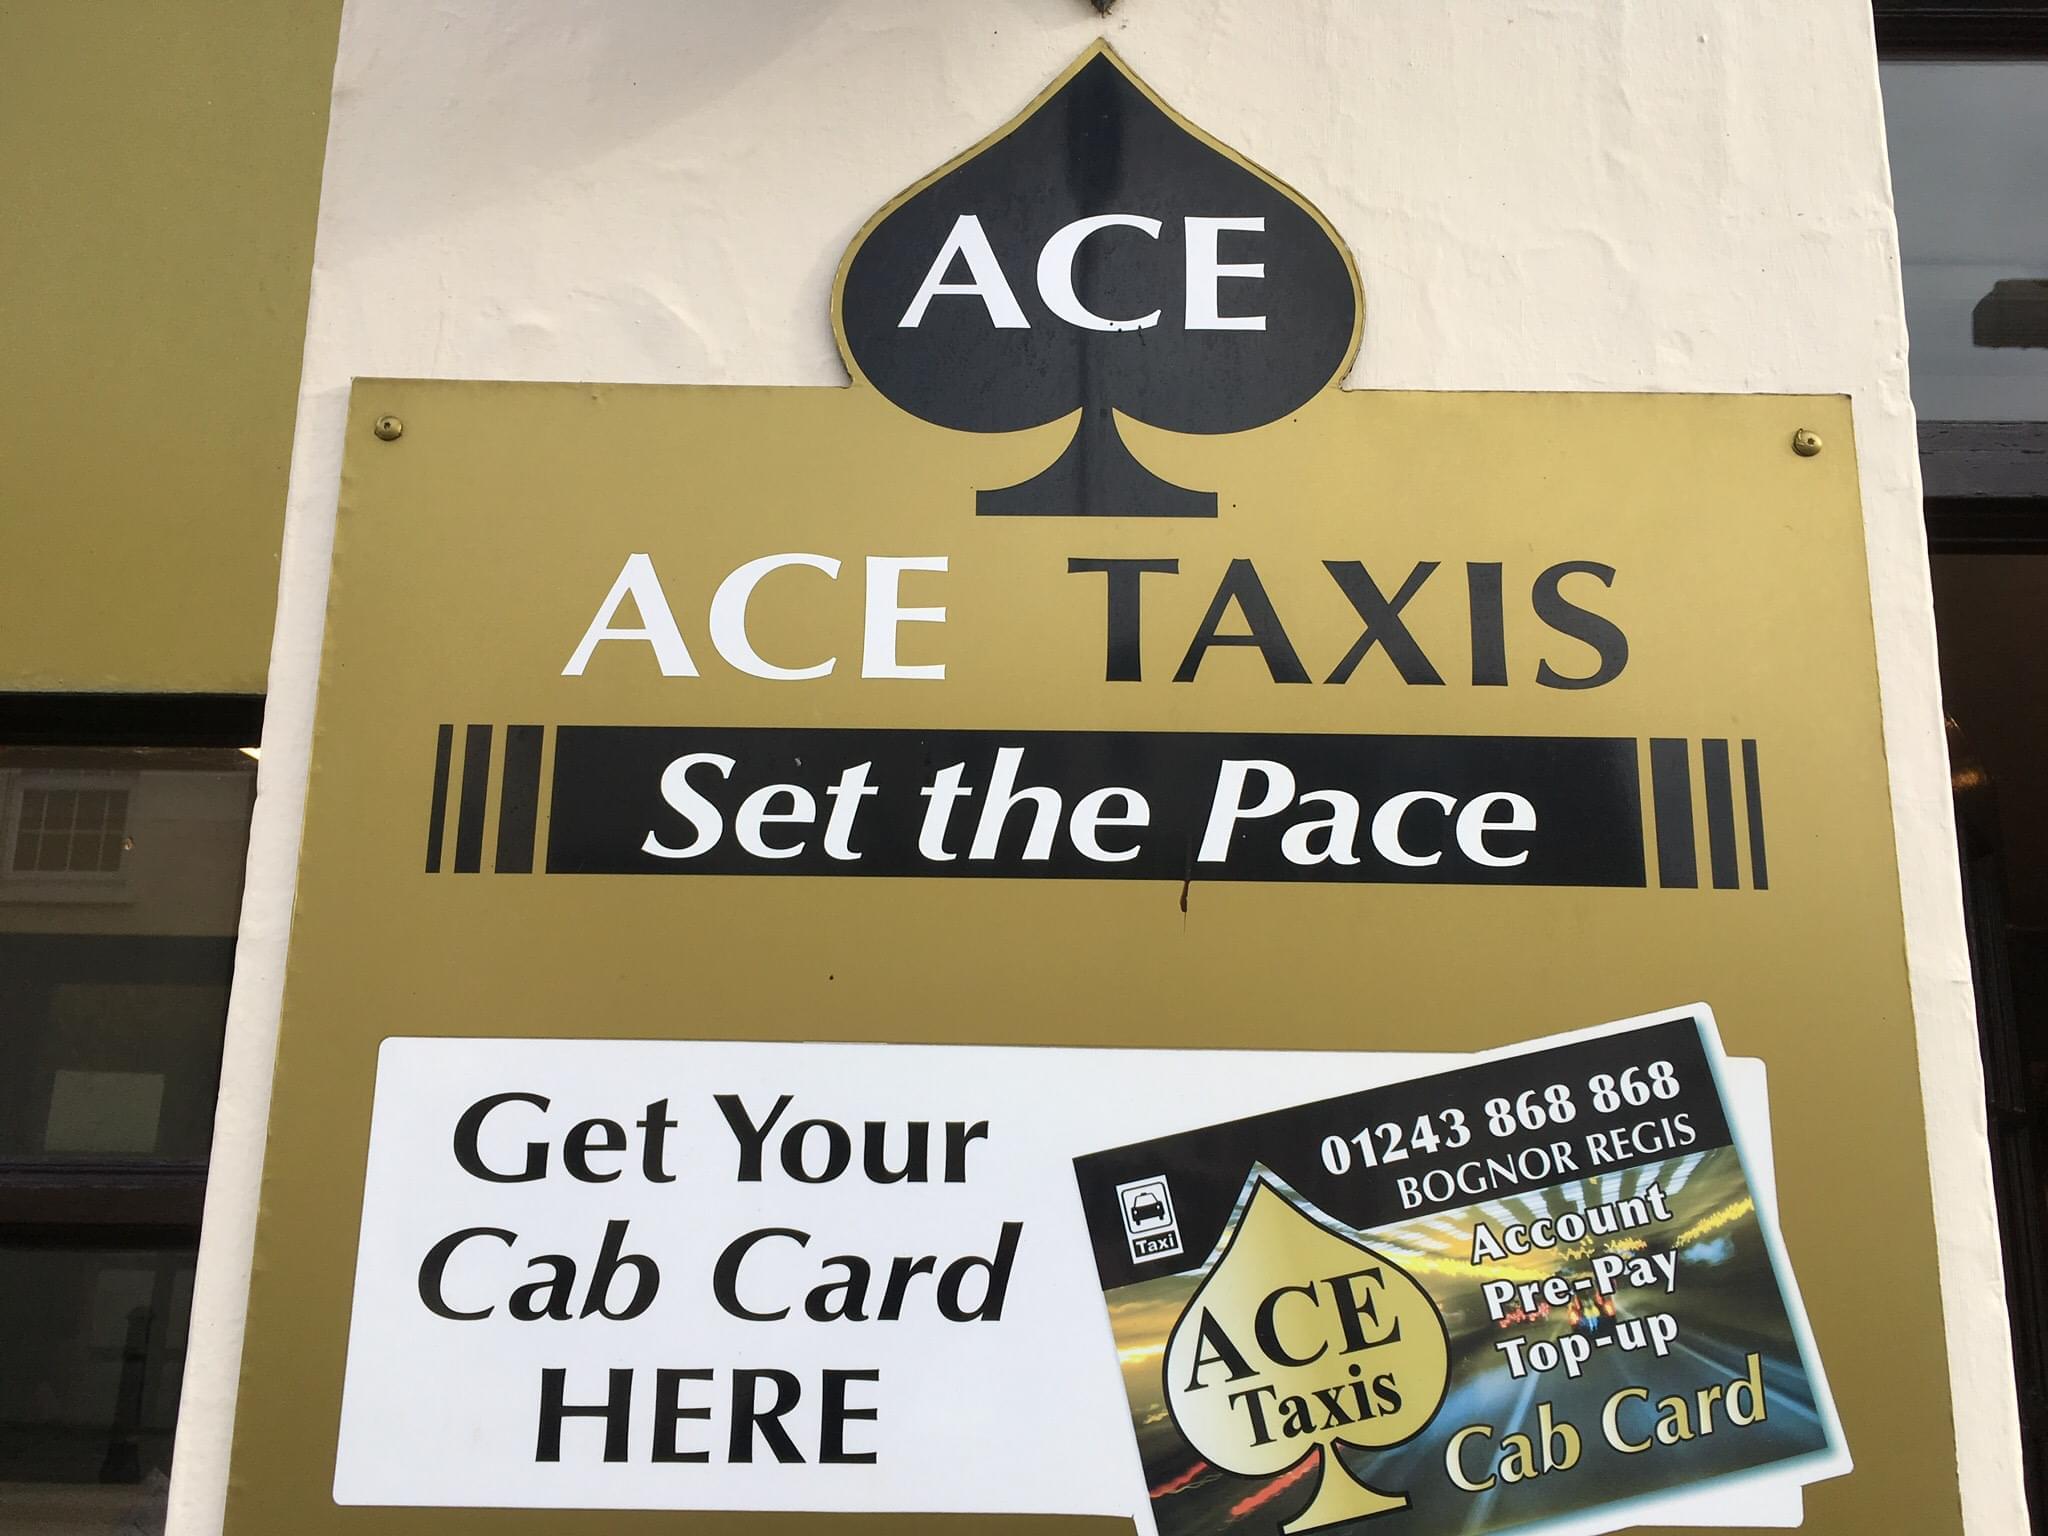 ACE
ACE TAXIS
Set the Pace
Get Your
Cab Card
HERE
01243 868 868
BOGNOR REGIS
Taxi
Account
Pre-Pay
Top-up
ACE
Taxis
Cab Card